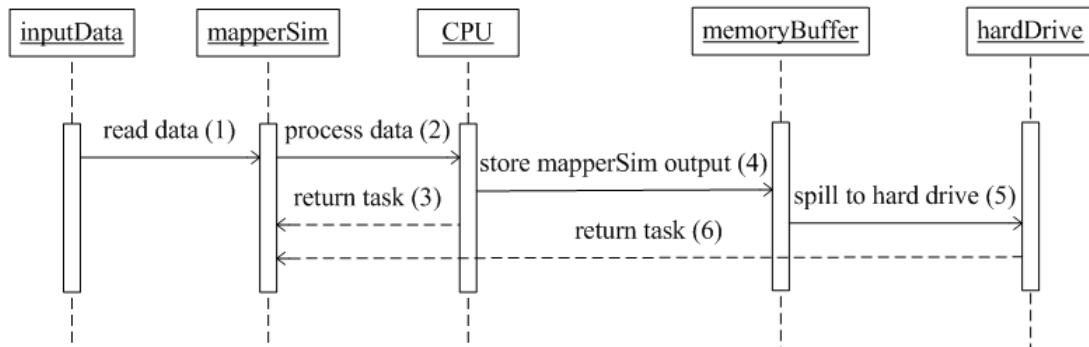 inputData
mapperSim
CPU
memoryBuffer
hardDrive
read data (1)
process data (2)
store mapperSim output (4)
return task (3)
spill to hard drive (5)
return task (6)